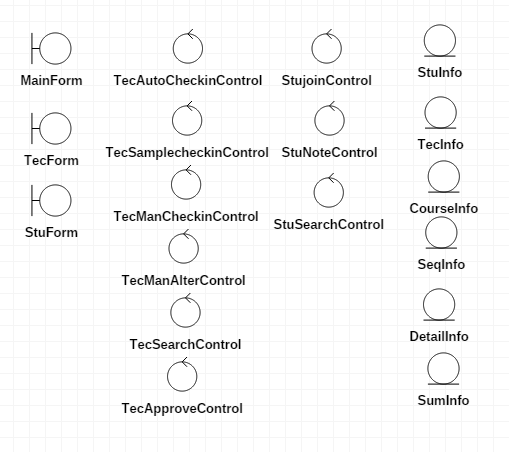 MainForm
TecForm
StuForm
TecAutoCheckinControl
TecSamplecheckinControl
TecManCheckinControl
TecManAlterControl
TecSearchControl
TecApproveControl
StujoinControl
StuNoteControl
StuSearchControl
StuInfo
TecInfo
CourseInfo
SeqInfo
DetailInfo
SumInfo